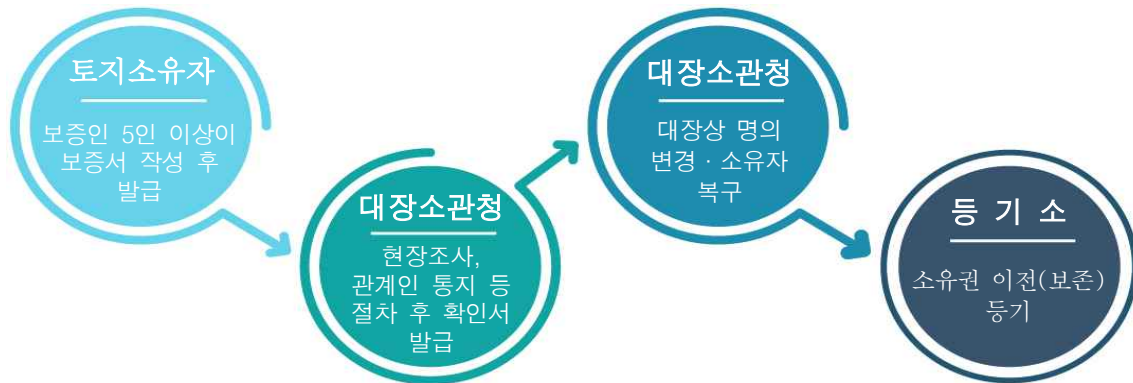 토지소유자
보증인 5인 이상이
보증서 작성 후
발급
대장소관청
현장조사,
관계인 통지 등
절차 후 확인서
발급
대장소관청
대장상 명의
변경 · 소유자
복구
등 기 소
소유권 이전(보존)
등기